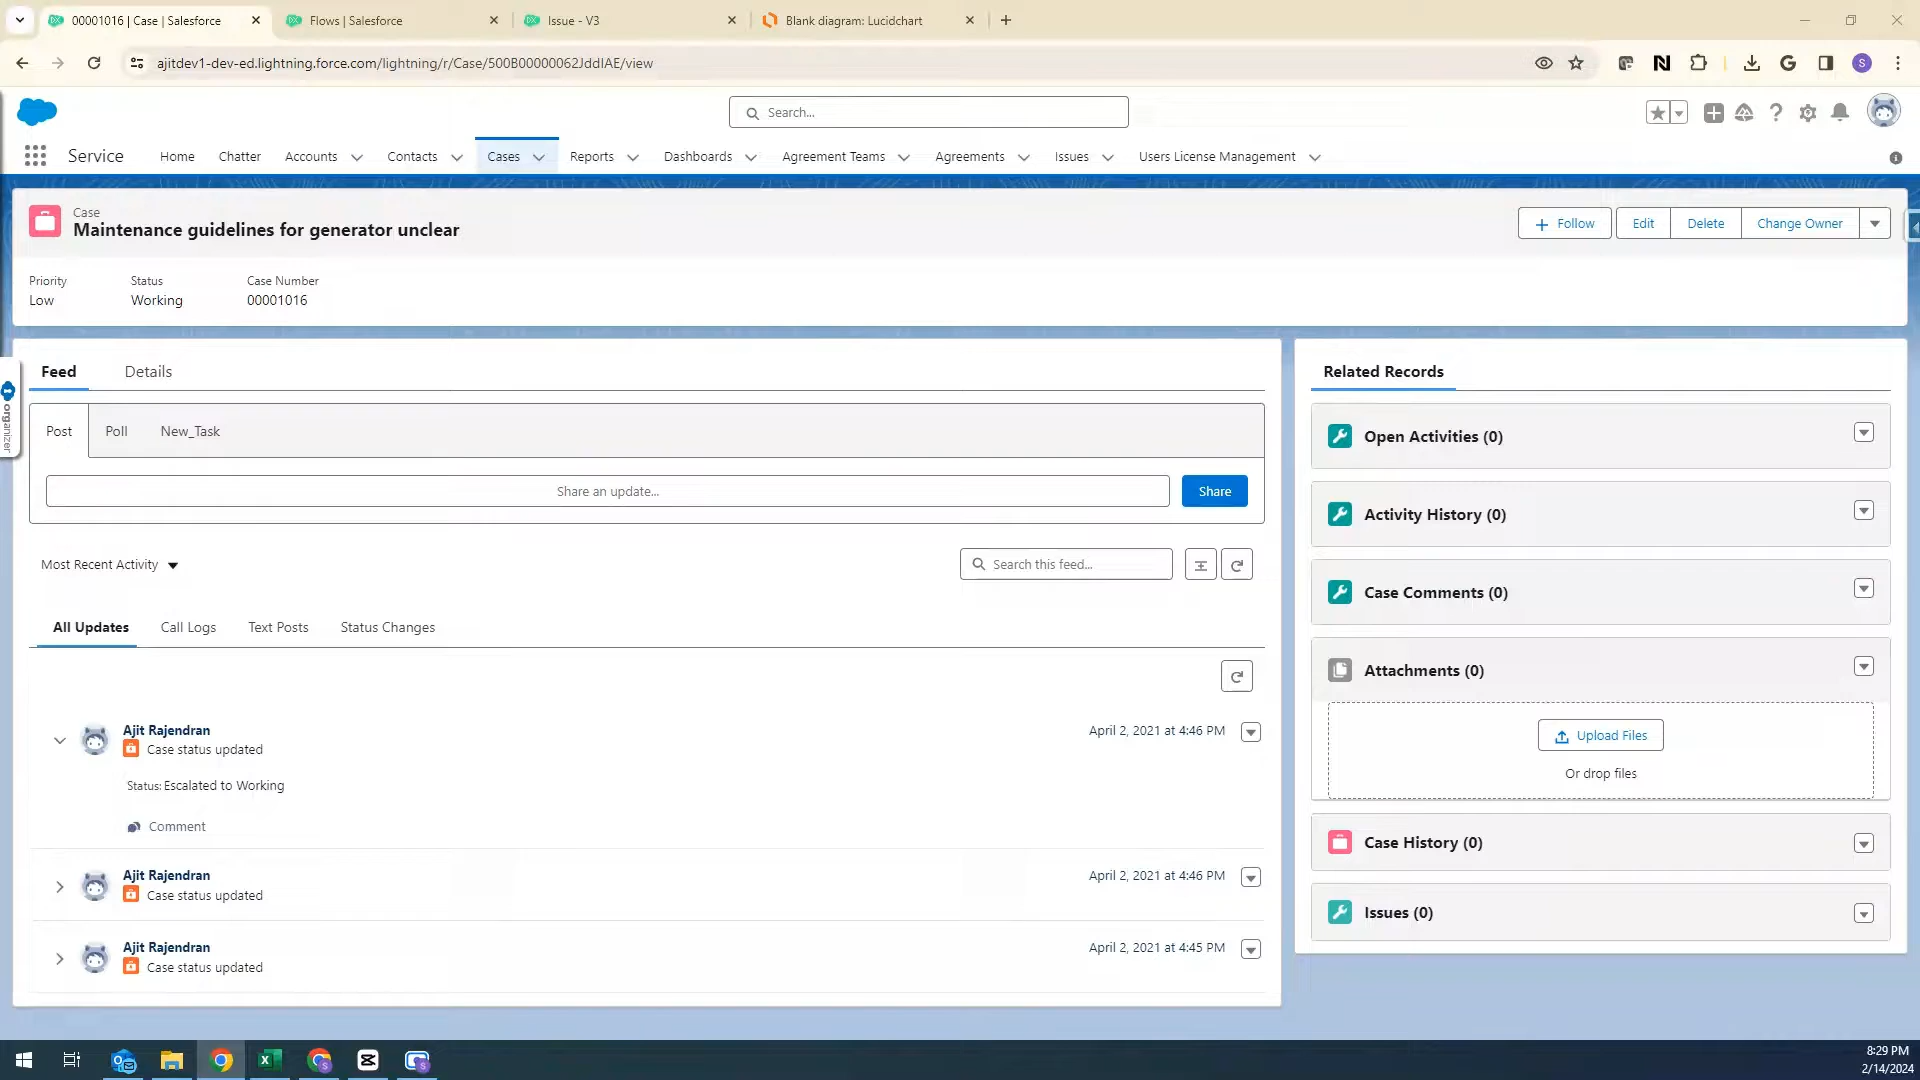 00001016 | Case | Salesforce
Flows | Salesforce
Issue - V3
Blank diagram: Lucidchart
ajitdev1-dev-ed.lightning.force.com/lightning/r/Case/500B00000062JddIAE/view
S
Search...
Service
Home
Chatter
Accounts
Contacts
Cases
Reports
Dashboards
Agreement Teams
Agreements
Issues
Users License Management
Case
Maintenance guidelines for generator unclear
Follow
Edit
Delete
Change Owner
Priority
Status
Case Number
Low
Working
00001016
organizer
Feed
Details
Post
Poll
New_Task
Share an update...
Share
Most Recent Activity
Search this feed...
All Updates
Call Logs
Text Posts
Status Changes
Ajit Rajendran
April 2, 2021 at 4:46 PM
Case status updated
Status: Escalated to Working
Comment
Ajit Rajendran
April 2, 2021 at 4:46 PM
Case status updated
Ajit Rajendran
April 2, 2021 at 4:45 PM
Case status updated
Related Records
Open Activities (0)
Activity History (0)
Case Comments (0)
Attachments (0)
Upload Files
Or drop files
Case History (0)
Issues (0)
8:29 PM
2/14/2024